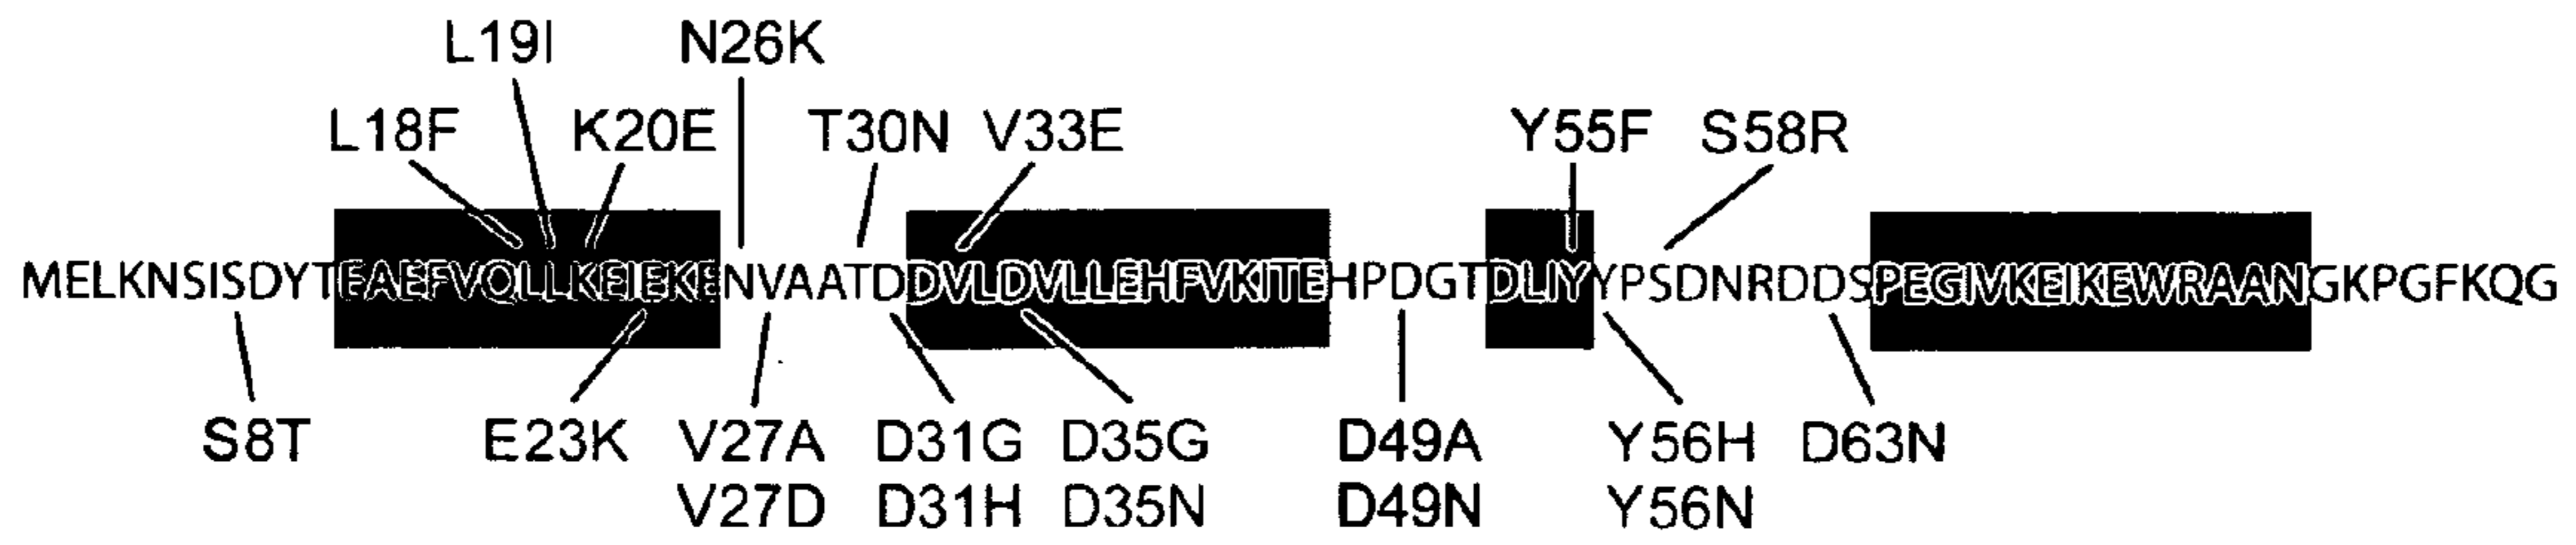 L19I N26K
L18F K20E T30N V33E Y55F S58R
MELKNSISDYTEAEFVQLLKEIEKENVAATDDVLDVLLEHFVKITEHPDGTDLIYYPSDNRDDSPEGIVKEIKEWRAANGKPGFKQG
S8T E23K V27A D31G D35G D49A Y56H D63N
V27D D31H D35N D49N Y56N